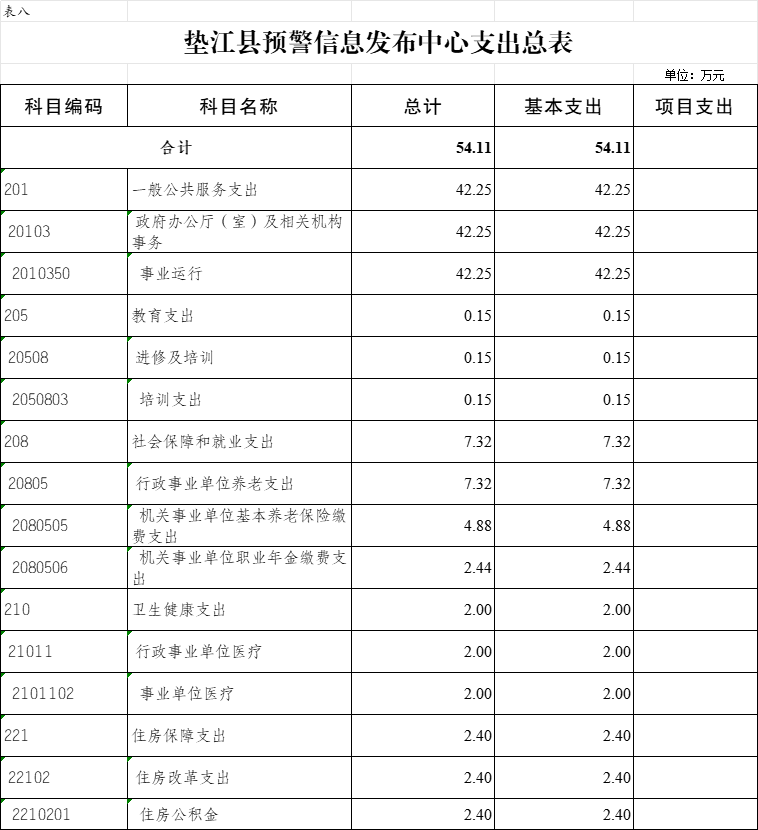 表八
垫江县预警信息发布中心支出总表
单位：万元
科目编码 科目名称 总计 基本支出 项目支出
合计 54.11 54.11
201 一般公共服务支出 42.25 42.25
20103 政府办公厅（室）及相关机构
事务 42.25 42.25
2010350 事业运行 42.25 42.25
205 教育支出 0.15 0.15
20508 进修及培训 0.15 0.15
2050803 培训支出 0.15 0.15
208 社会保障和就业支出 7.32 7.32
20805 行政事业单位养老支出 7.32 7.32
2080505 机关事业单位基本养老保险缴
费支出 4.88 4.88
2080506 机关事业单位职业年金缴费支
出 2.44 2.44
210 卫生健康支出 2.00 2.00
21011 行政事业单位医疗 2.00 2.00
2101102 事业单位医疗 2.00 2.00
221 住房保障支出 2.40 2.40
22102 住房改革支出 2.40 2.40
2210201 住房公积金 2.40 2.40